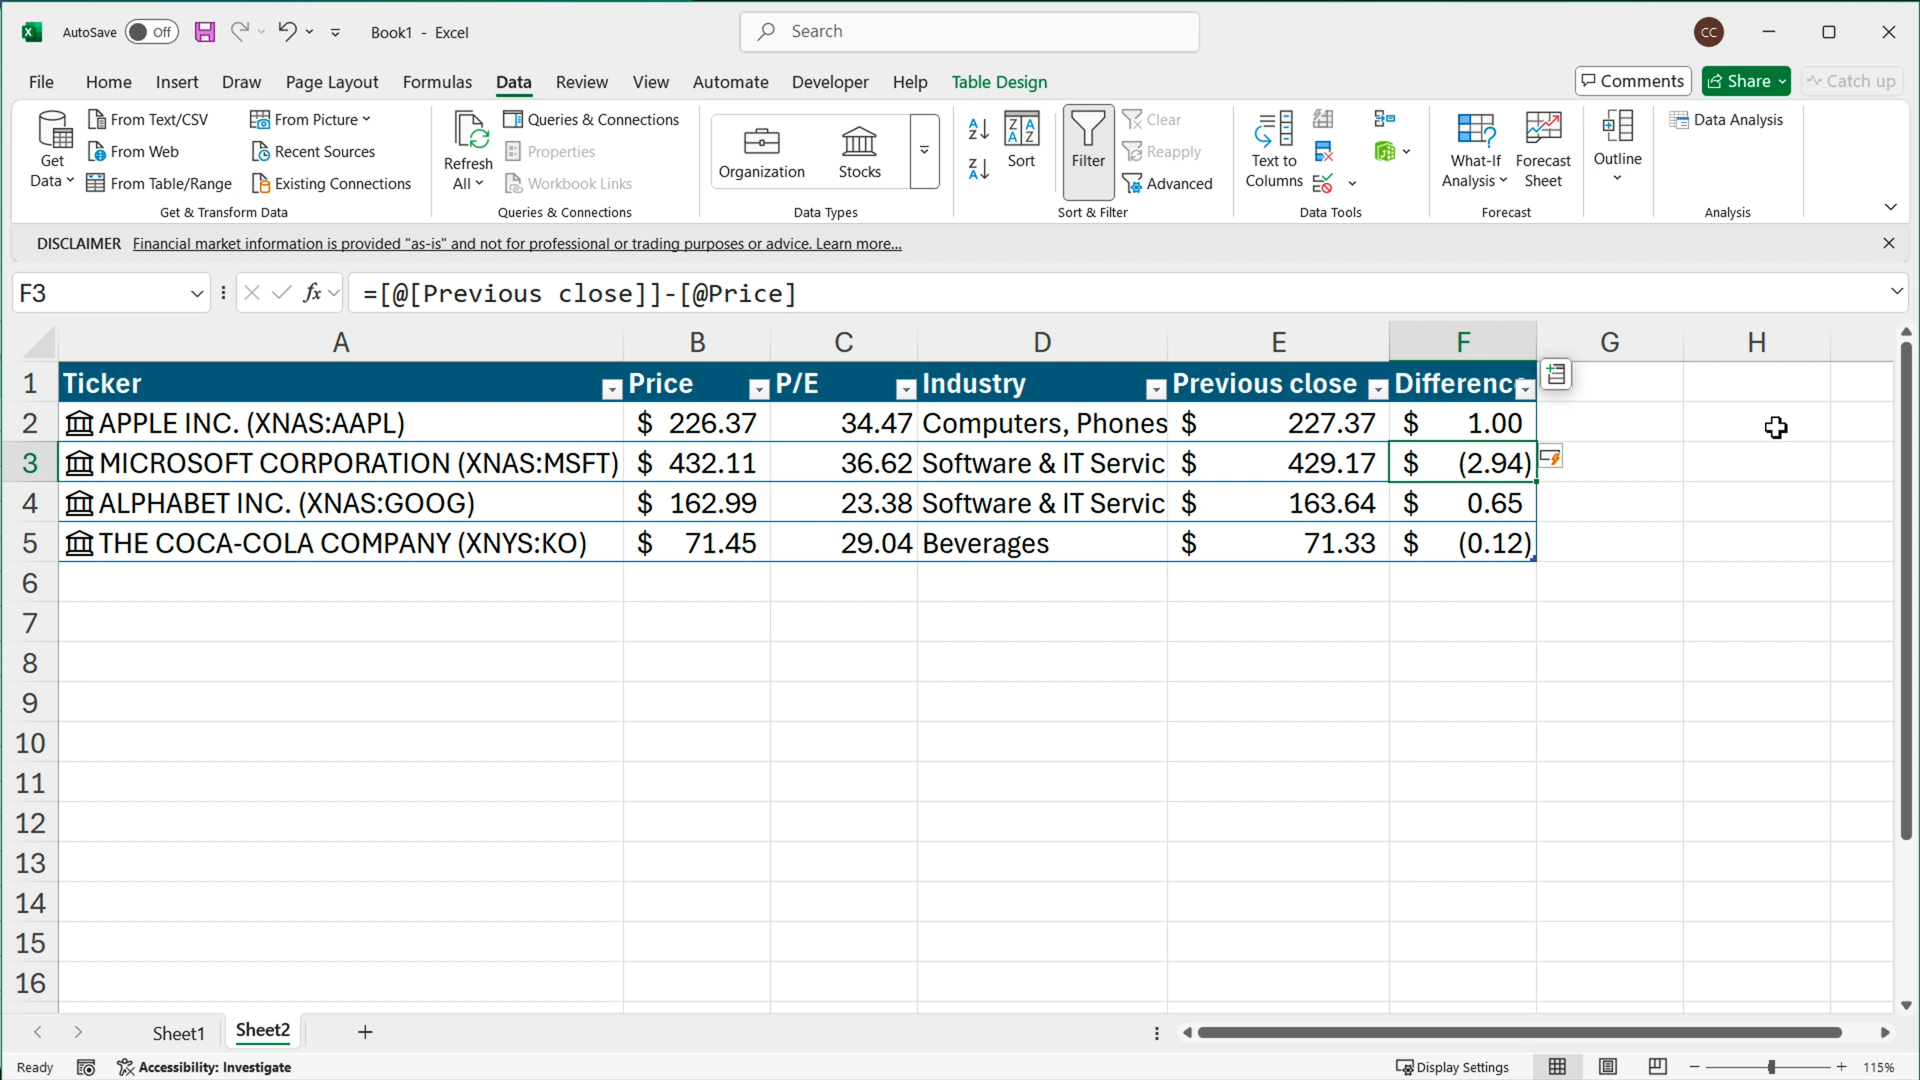 AutoSave Off Book1 - Excel Search CC
File Home Insert Draw Page Layout Formulas Data Review View Automate Developer Help Table Design Comments Share Catch up
Get Data
From Text/CSV
From Web
From Table/Range
From Picture
Recent Sources
Existing Connections
Get & Transform Data
Refresh All
Queries & Connections
Properties
Workbook Links
Queries & Connections
Organization Stocks
Data Types
Sort
Filter
Clear
Reapply
Advanced
Sort & Filter
Text to Columns
Data Tools
What-If Analysis
Forecast Sheet
Forecast
Outline
Data Analysis
Analysis
DISCLAIMER Financial market information is provided "as-is" and not for professional or trading purposes or advice. Learn more...
F3 fx =[@[Previous close]]-[@Price]
A B C D E F G H
1 Ticker Price P/E Industry Previous close Differenc
2 APPLE INC. (XNAS:AAPL) $ 226.37 34.47 Computers, Phones $ 227.37 $ 1.00
3 MICROSOFT CORPORATION (XNAS:MSFT) $ 432.11 36.62 Software & IT Servic $ 429.17 $ (2.94)
4 ALPHABET INC. (XNAS:GOOG) $ 162.99 23.38 Software & IT Servic $ 163.64 $ 0.65
5 THE COCA-COLA COMPANY (XNYS:KO) $ 71.45 29.04 Beverages $ 71.33 $ (0.12)
6
7
8
9
10
11
12
13
14
15
16
Sheet1 Sheet2
Ready Accessibility: Investigate Display Settings 115%